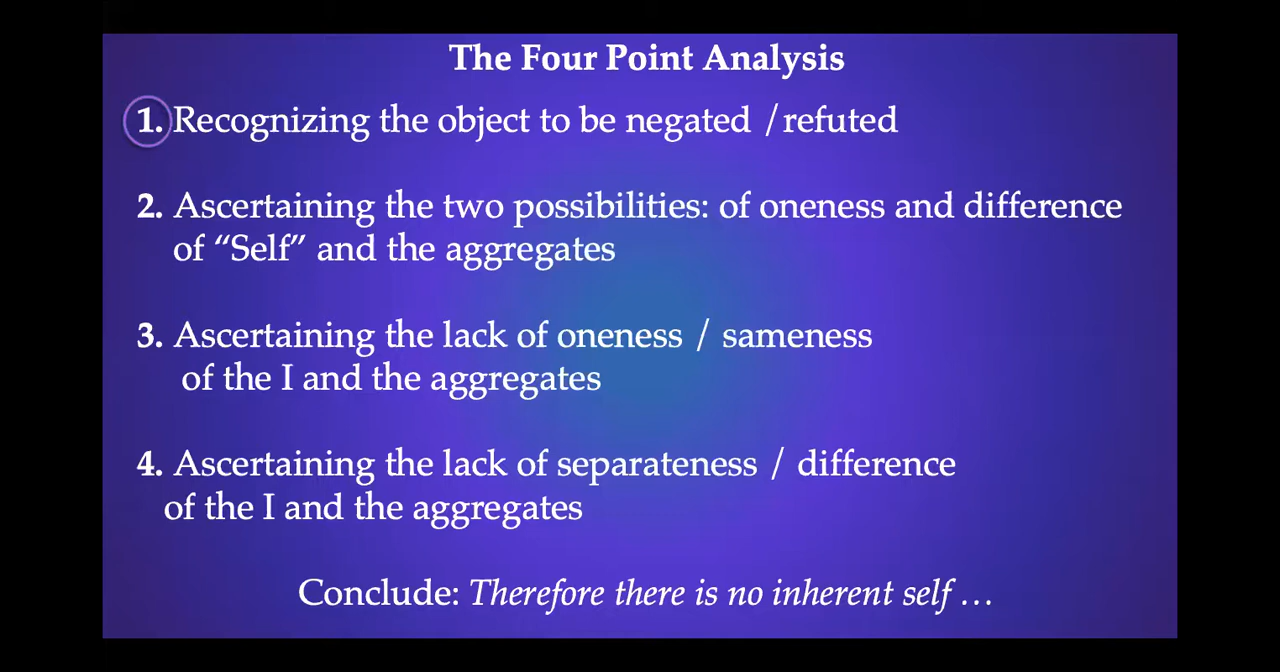 The Four Point Analysis
1. Recognizing the object to be negated /refuted
2. Ascertaining the two possibilities: of oneness and difference
of “Self” and the aggregates
3. Ascertaining the lack of oneness / sameness
of the I and the aggregates
4. Ascertaining the lack of separateness / difference
of the I and the aggregates
Conclude: Therefore there is no inherent self …